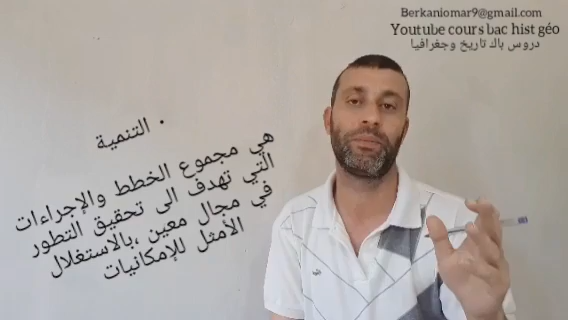 Berkaniomar9@gmail.com
Youtube cours bac hist géo
دروس باك تاريخ وجغرافيا
• التنمية
هي مجموع الخطط والإجراءات
التي تهدف الى تحقيق التطور
في مجال معين ،بالاستغلال
الأمثل للإمكانيات